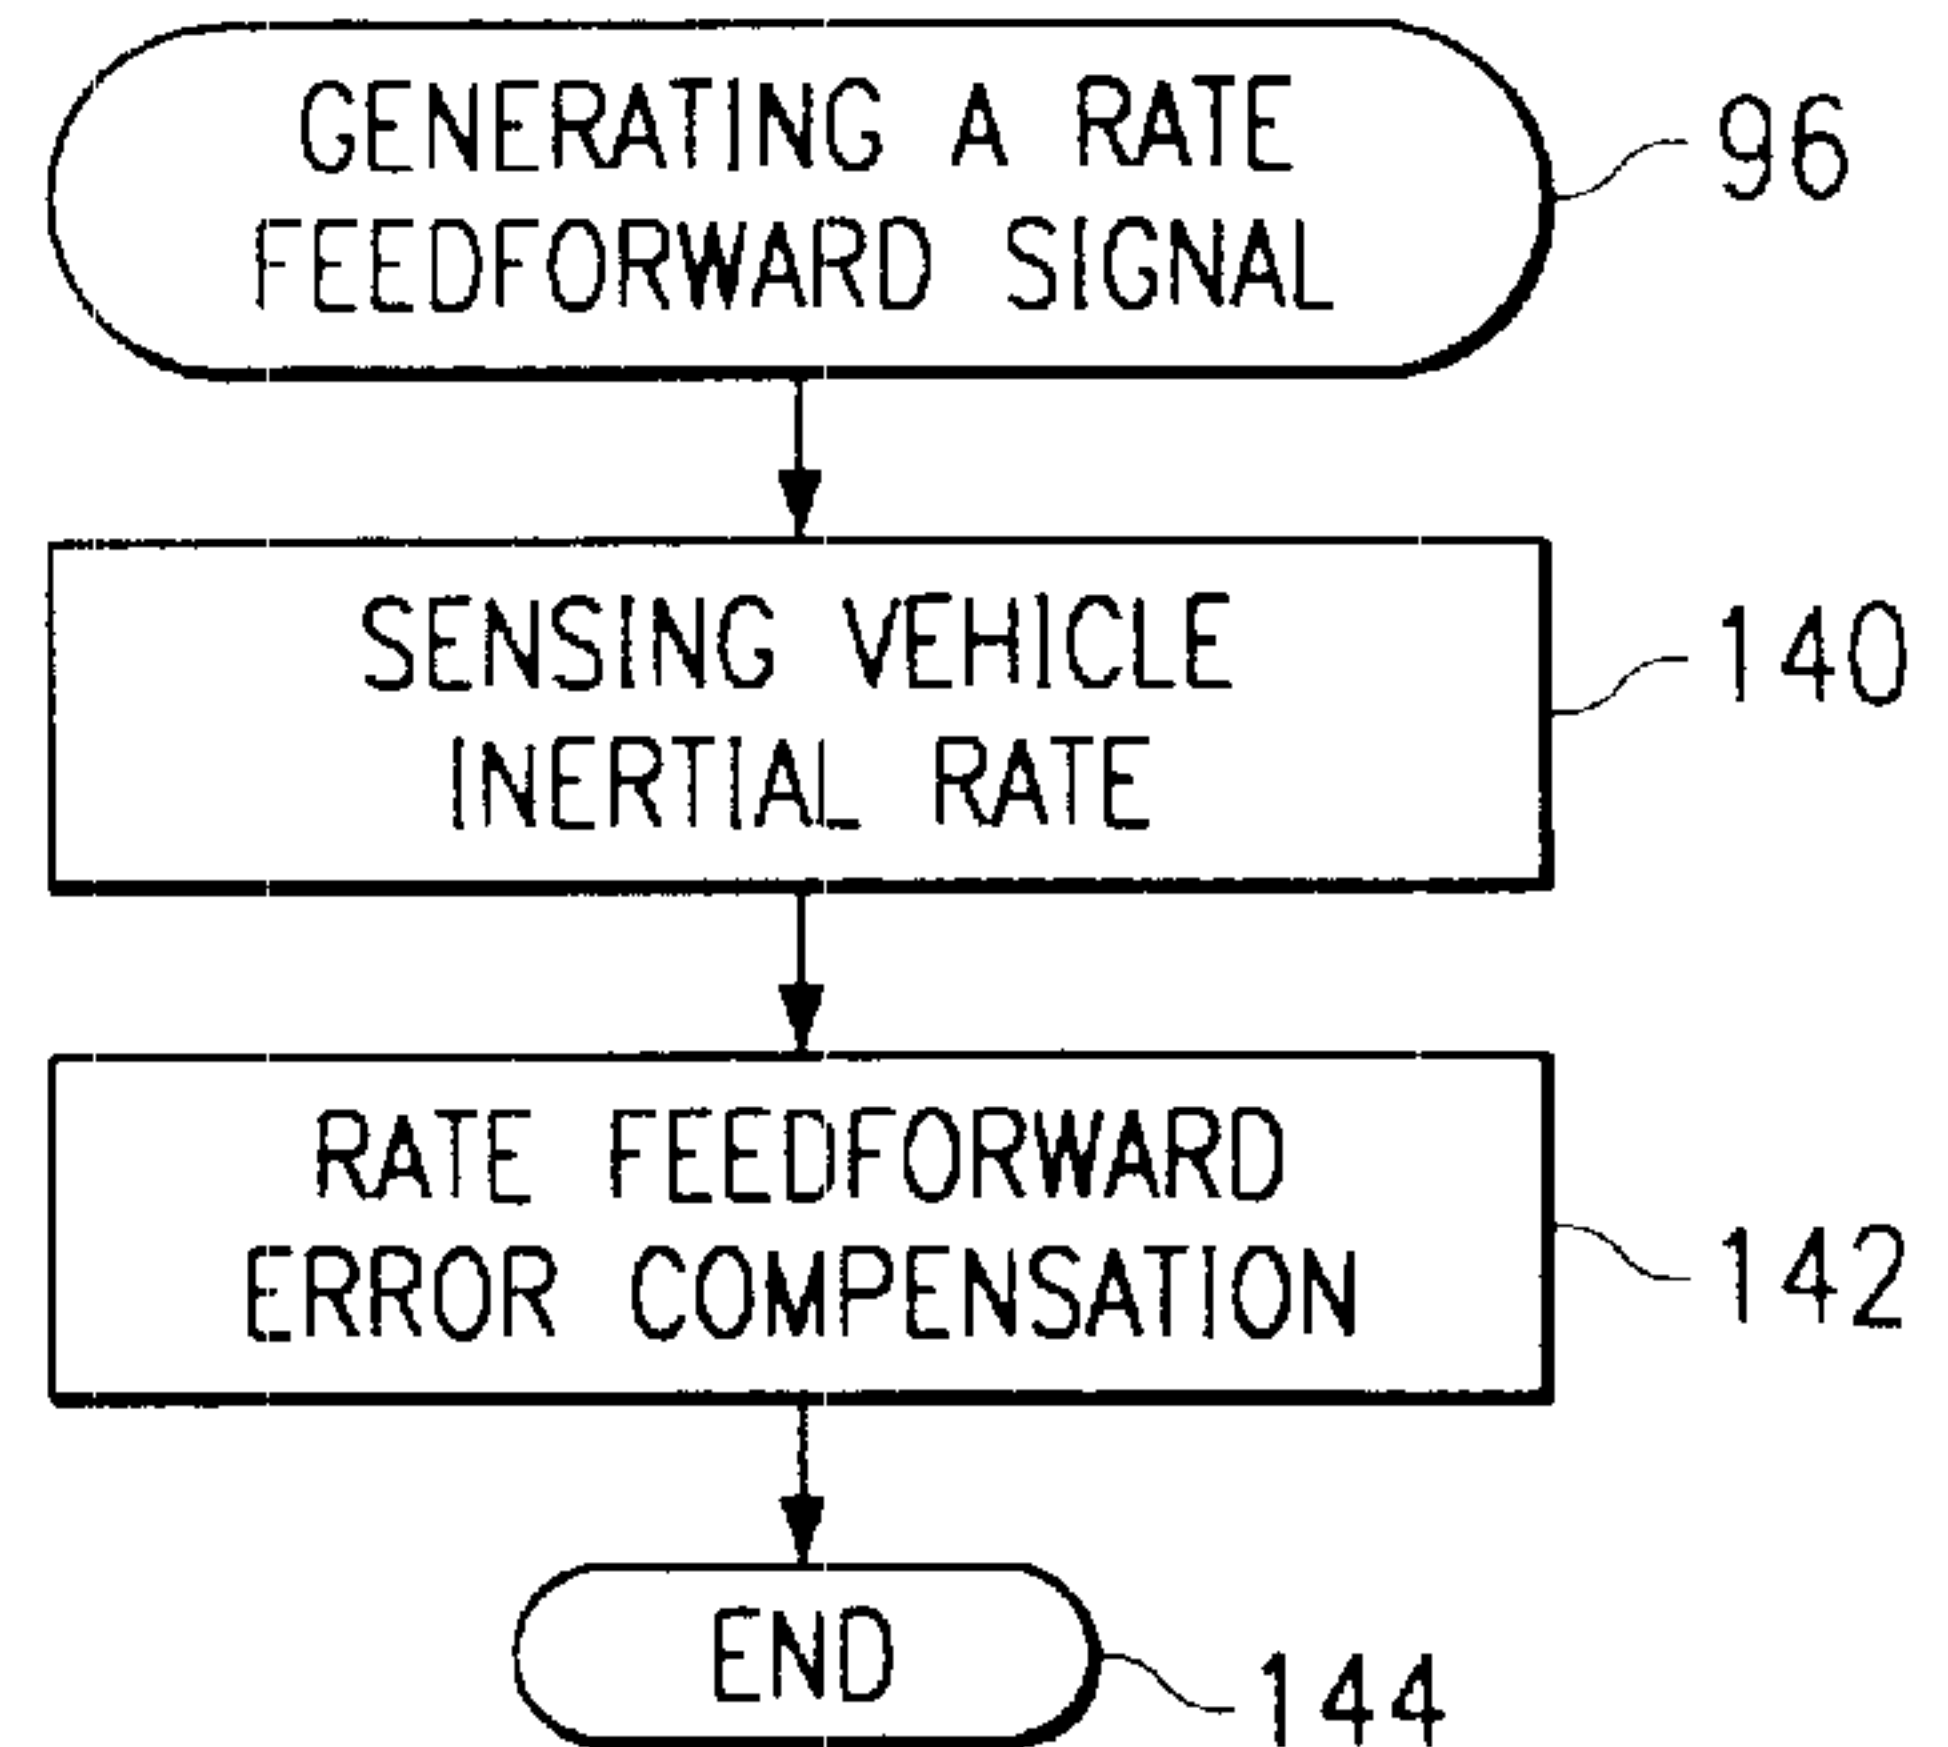 GENERATING A RATE
FEEDFORWARD SIGNAL
96
SENSING VEHICLE
INERTIAL RATE
140
RATE FEEDFORWARD
ERROR COMPENSATION
142
END
144